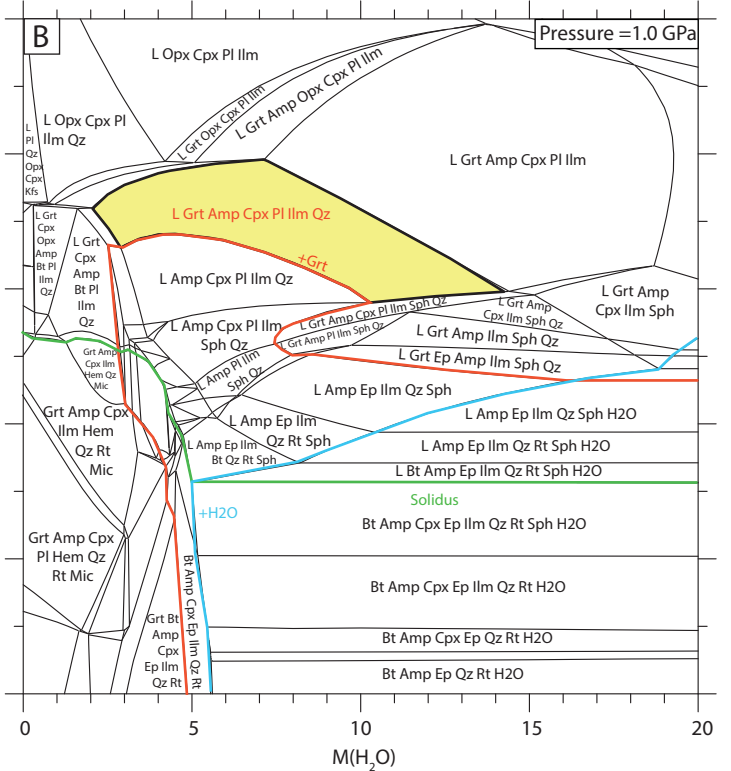 B
Pressure =1.0 GPa
L Opx Cpx Pl Ilm
L Opx Cpx Pl
Ilm Qz
L Grt Opx Cpx Pl Ilm
L Grt Amp Opx Cpx Pl Ilm
L
Pl
Qz
Opx
Cpx
Kfs
L Grt Amp Cpx Pl Ilm
L Grt Amp Cpx Pl Ilm Qz
L Grt
Cpx
Opx
Amp
Bt Pl
Ilm
Qz
L Grt
Cpx
Amp
Bt Pl
Ilm
Qz
+Grt
L Amp Cpx Pl Ilm Qz
L Grt Amp
Cpx Ilm Sph
L Grt Amp
Cpx Ilm Sph Qz
L Grt Amp Cpx Pl Ilm Sph Qz
L Amp Cpx Pl Ilm
Sph Qz
L Grt Amp Pl Ilm Sph Qz
L Grt Amp Ilm Sph Qz
L Grt Ep Amp Ilm Sph Qz
Grt Amp
Cpx Ilm
Hem Qz
Mic
L Amp Pl Ilm
Sph Qz
L Amp Ep Ilm Qz Sph
Grt Amp Cpx
Ilm Hem
Qz Rt
Mic
L Amp Ep Ilm
Qz Rt Sph
L Amp Ep Ilm Qz Sph H2O
L Amp Ep Ilm
Bt Qz Rt Sph
L Amp Ep Ilm Qz Rt Sph H2O
L Bt Amp Ep Ilm Qz Rt Sph H2O
Solidus
+H2O
Bt Amp Cpx Ep Ilm Qz Rt Sph H2O
Grt Amp Cpx
Pl Hem Qz
Rt Mic
Bt Amp Cpx Ep Ilm Qz Rt
Bt Amp Cpx Ep Ilm Qz Rt H2O
Grt Bt
Amp
Cpx
Ep Ilm
Qz Rt
Bt Amp Cpx Ep Qz Rt H2O
Bt Amp Ep Qz Rt H2O
0 5 10 15 20
M(H₂O)